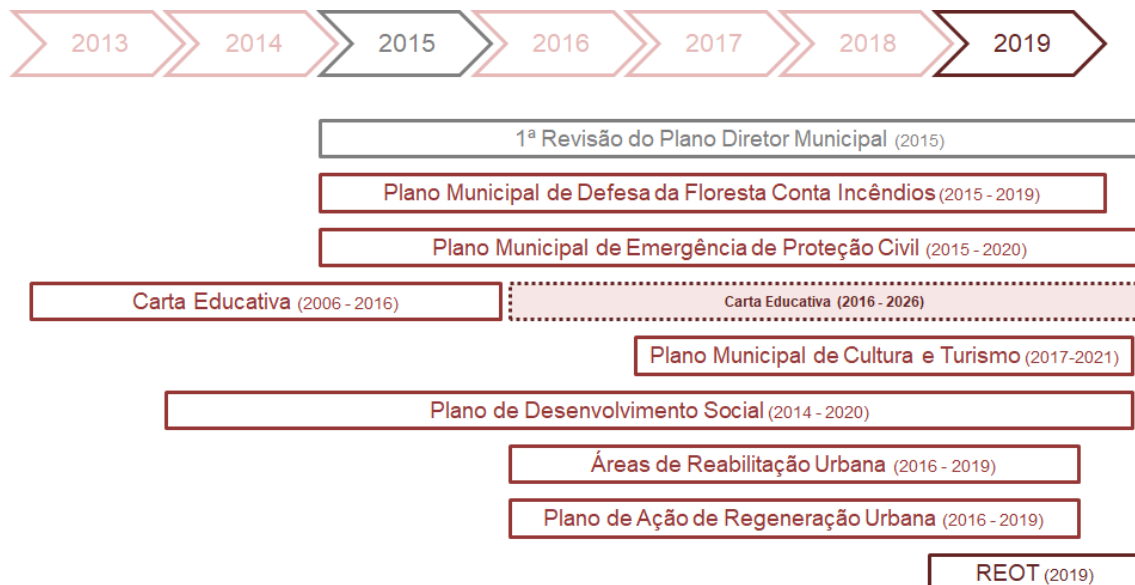 2013 2014 2015 2016 2017 2018 2019
1ª Revisão do Plano Diretor Municipal (2015)
Plano Municipal de Defesa da Floresta Conta Incêndios (2015 - 2019)
Plano Municipal de Emergência de Proteção Civil (2015 - 2020)
Carta Educativa (2006 - 2016) Carta Educativa (2016 - 2026)
Plano Municipal de Cultura e Turismo (2017-2021)
Plano de Desenvolvimento Social (2014 - 2020)
Áreas de Reabilitação Urbana (2016 - 2019)
Plano de Ação de Regeneração Urbana (2016 - 2019)
REOT (2019)